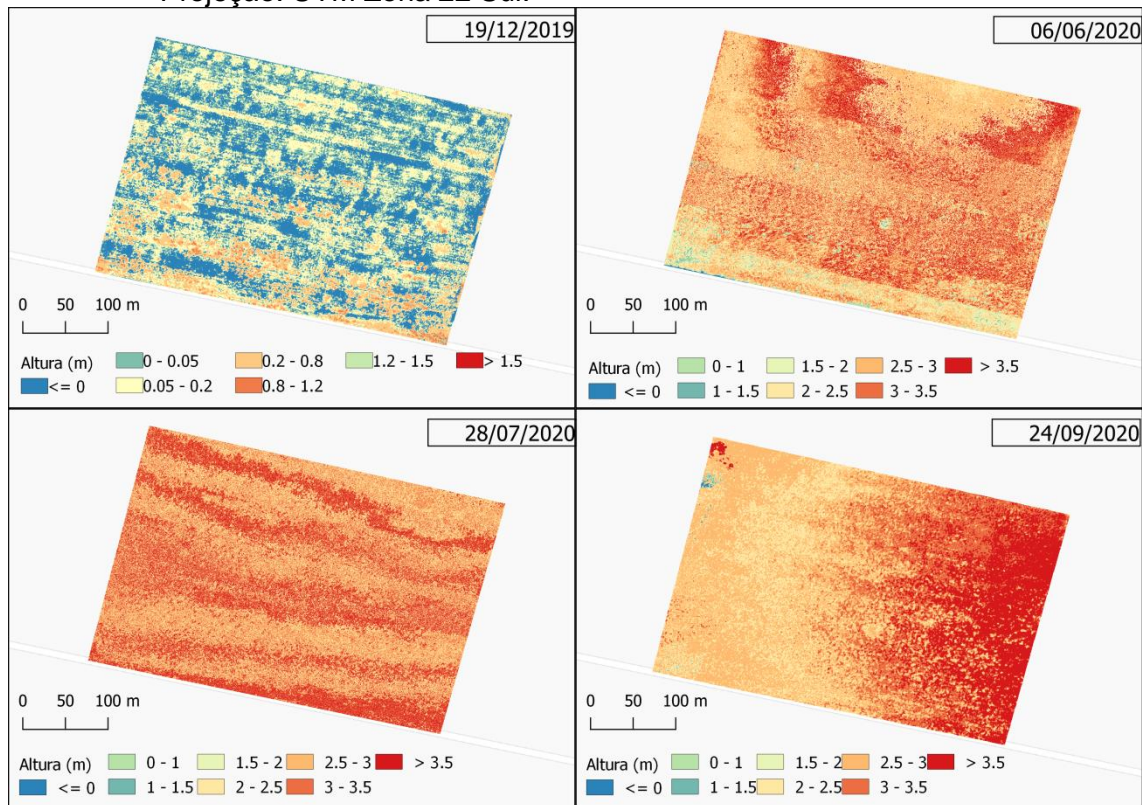 Projeção: UTM Zona 22 Sul.
19/12/2019
0 50 100 m
Altura (m) 0 - 0.05 0.2 - 0.8 1.2 - 1.5 > 1.5
<= 0 0.05 - 0.2 0.8 - 1.2
06/06/2020
0 50 100 m
Altura (m) 0 - 1 1.5 - 2 2.5 - 3 > 3.5
<= 0 1 - 1.5 2 - 2.5 3 - 3.5
28/07/2020
0 50 100 m
Altura (m) 0 - 1 1.5 - 2 2.5 - 3 > 3.5
<= 0 1 - 1.5 2 - 2.5 3 - 3.5
24/09/2020
0 50 100 m
Altura (m) 0 - 1 1.5 - 2 2.5 - 3 > 3.5
<= 0 1 - 1.5 2 - 2.5 3 - 3.5